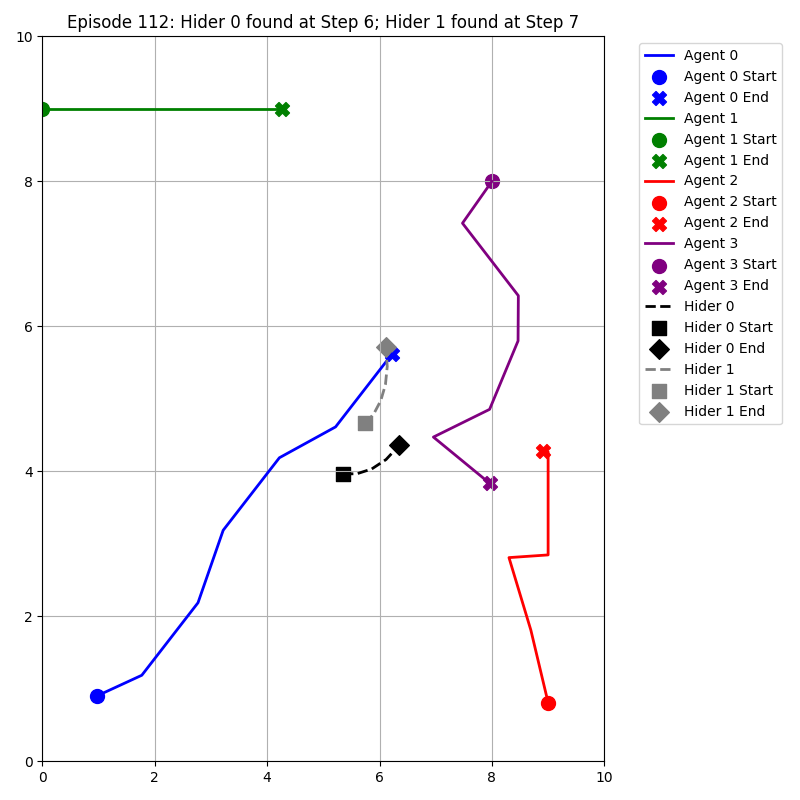 Episode 112: Hider 0 found at Step 6; Hider 1 found at Step 7
10
8
6
4
2
0
0
2
4
6
8
10
Agent 0
Agent 0 Start
Agent 0 End
Agent 1
Agent 1 Start
Agent 1 End
Agent 2
Agent 2 Start
Agent 2 End
Agent 3
Agent 3 Start
Agent 3 End
Hider 0
Hider 0 Start
Hider 0 End
Hider 1
Hider 1 Start
Hider 1 End